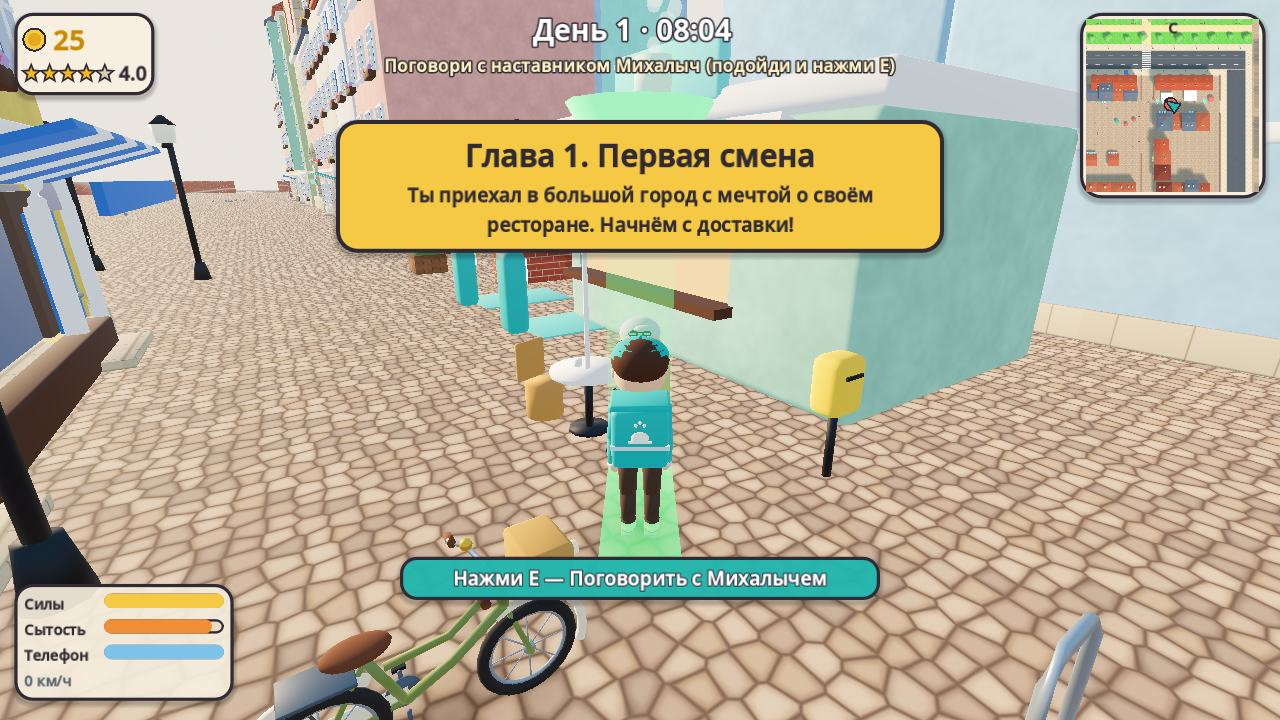 25
4.0
День 1 · 08:04
Поговори с наставником Михалыч (подойди и нажми E)
С
Глава 1. Первая смена
Ты приехал в большой город с мечтой о своём
ресторане. Начнём с доставки!
Нажми E — Поговорить с Михалычем
Силы
Сытость
Телефон
0 км/ч